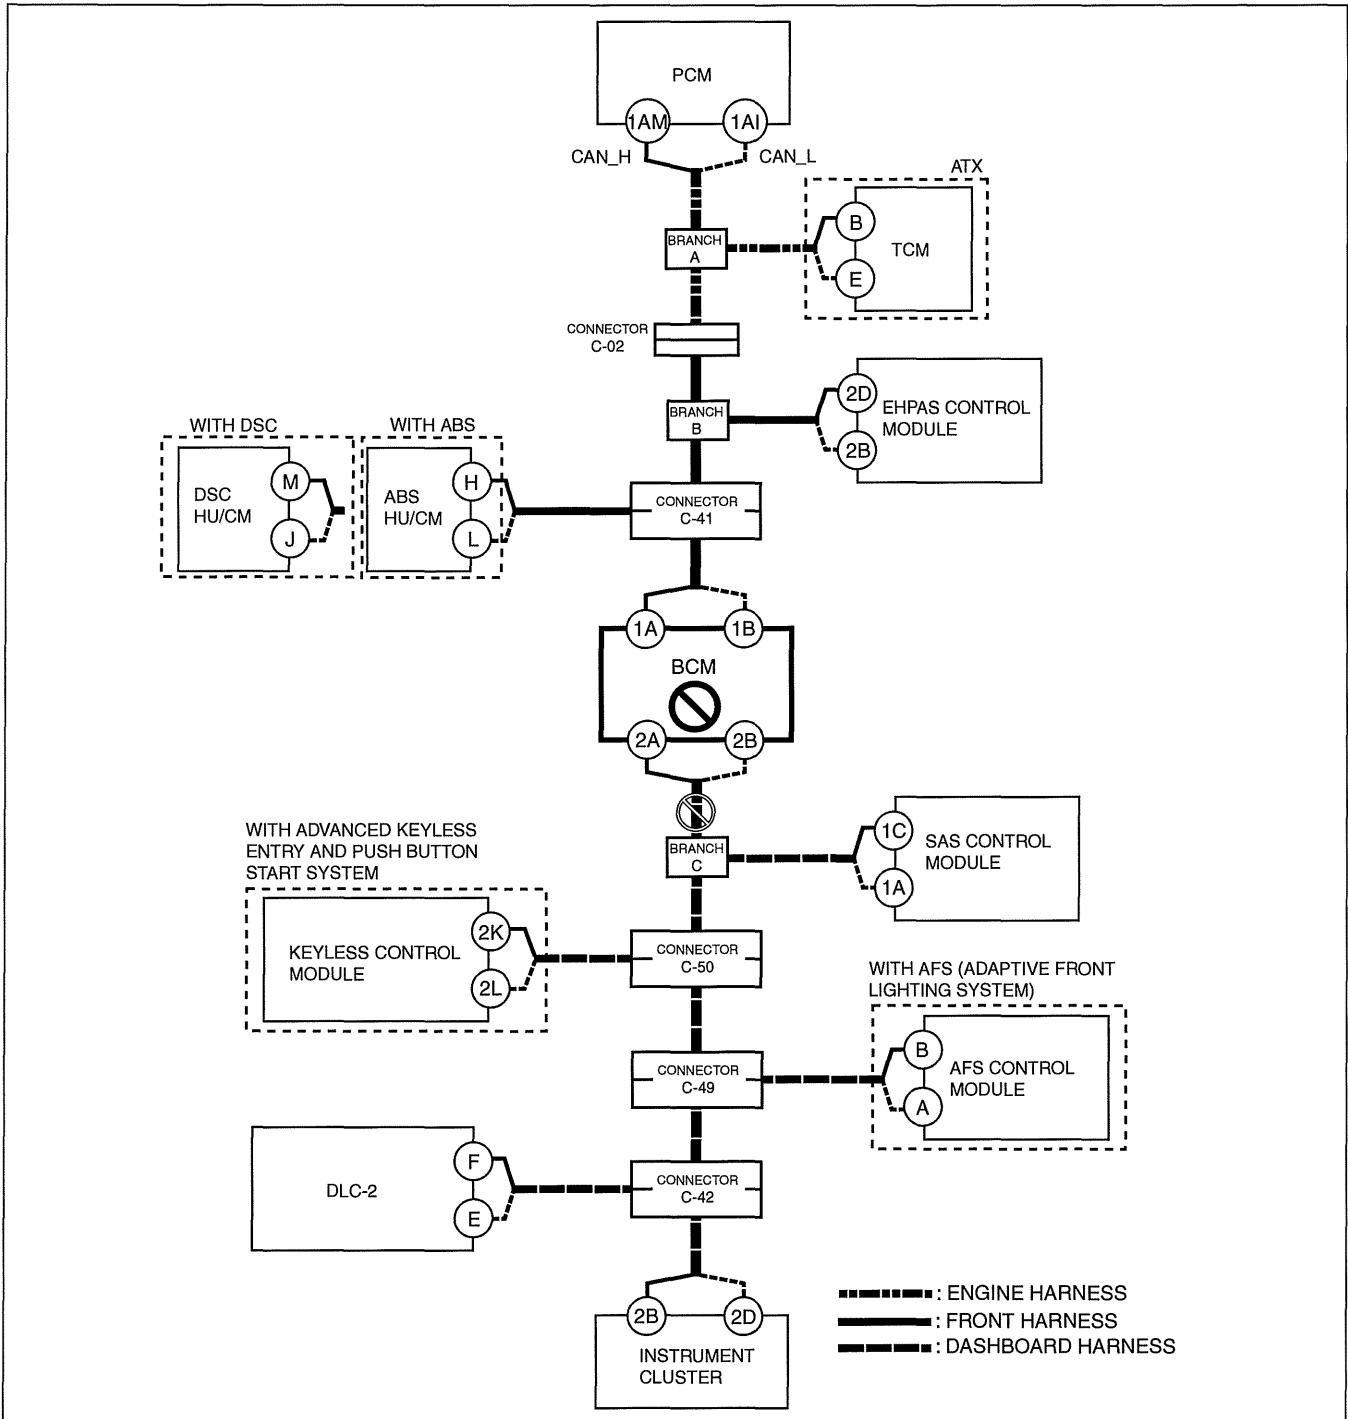 PCM
1AM
1AI
CAN_H
CAN_L
ATX
BRANCH
A
B
TCM
E
CONNECTOR
C-02
BRANCH
B
2D
EHPAS CONTROL
MODULE
2B
WITH DSC
WITH ABS
M
DSC
HU/CM
J
H
ABS
HU/CM
L
CONNECTOR
C-41
1A
1B
BCM
2A
2B
BRANCH
C
1C
SAS CONTROL
MODULE
1A
WITH ADVANCED KEYLESS
ENTRY AND PUSH BUTTON
START SYSTEM
2K
KEYLESS CONTROL
MODULE
2L
CONNECTOR
C-50
WITH AFS (ADAPTIVE FRONT
LIGHTING SYSTEM)
CONNECTOR
C-49
B
AFS CONTROL
MODULE
A
F
DLC-2
E
CONNECTOR
C-42
2B
2D
INSTRUMENT
CLUSTER
: ENGINE HARNESS
: FRONT HARNESS
: DASHBOARD HARNESS